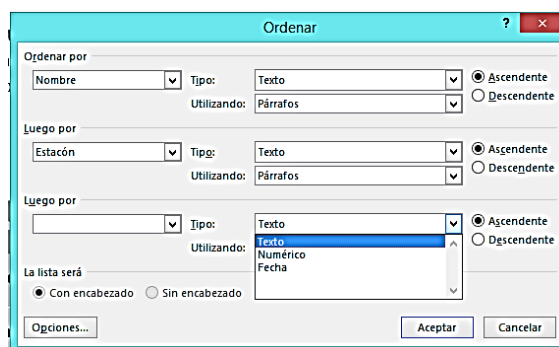 Ordenar ?
Ordenar por
Nombre Tipo: Texto Ascendente
Utilizando: Párrafos Descendente
Luego por
Estacón Tipo: Texto Ascendente
Utilizando: Párrafos Descendente
Luego por
Tipo: Texto Ascendente
Utilizando: Texto Descendente
Numérico
Fecha
La lista será
Con encabezado Sin encabezado
Opciones... Aceptar Cancelar